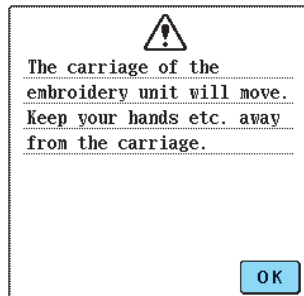 The carriage of the
embroidery unit will move.
Keep your hands etc. away
from the carriage.
OK